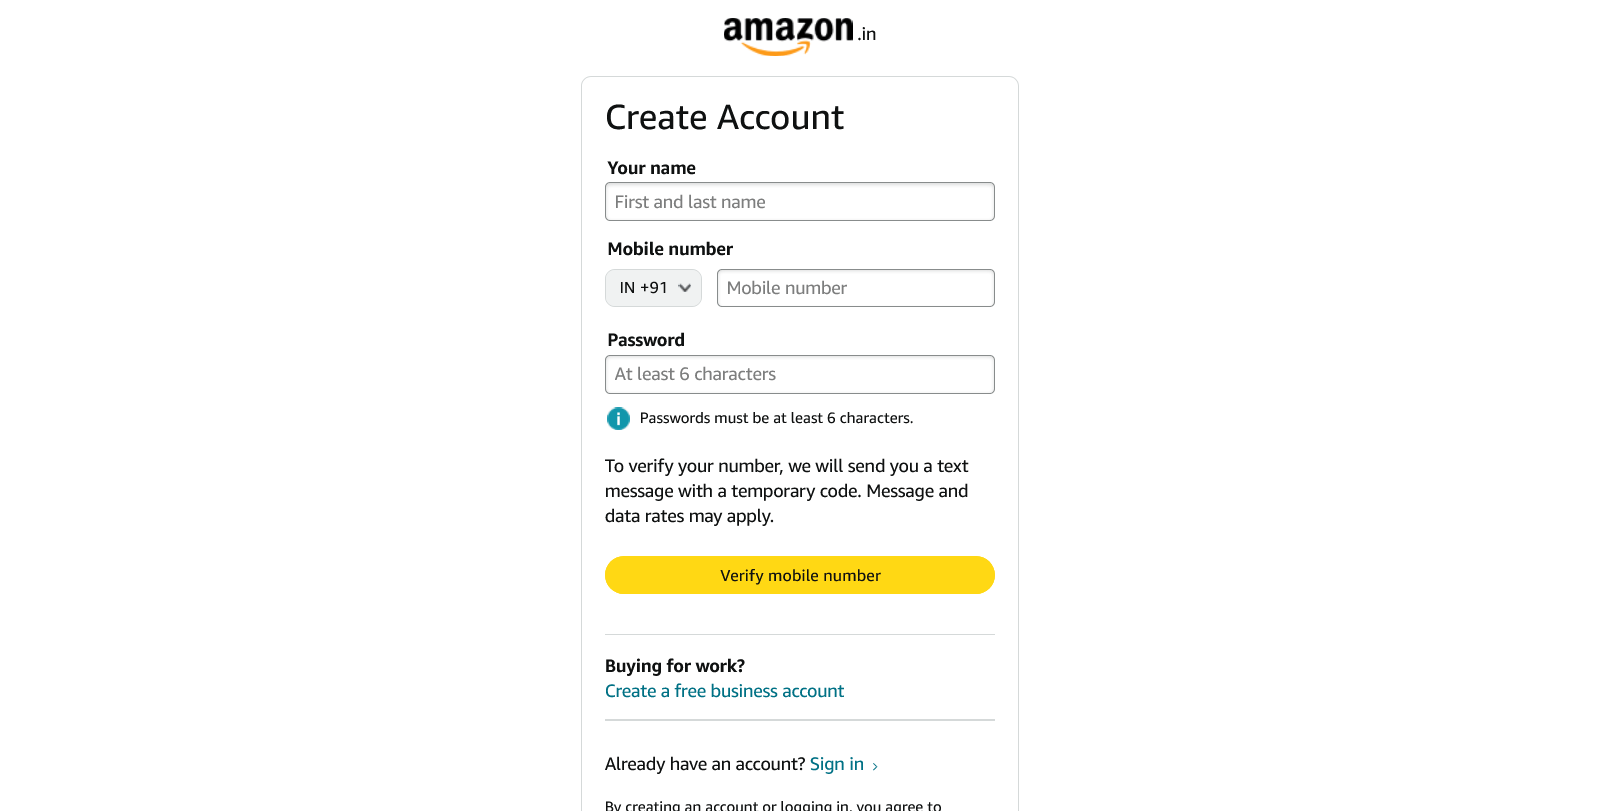 amazon.in
Create Account
Your name
First and last name
Mobile number
IN +91
Mobile number
Password
At least 6 characters
i
Passwords must be at least 6 characters.
To verify your number, we will send you a text
message with a temporary code. Message and
data rates may apply.
Verify mobile number
Buying for work?
Create a free business account
Already have an account? Sign in ›
By creating an account or logging in, you agree to